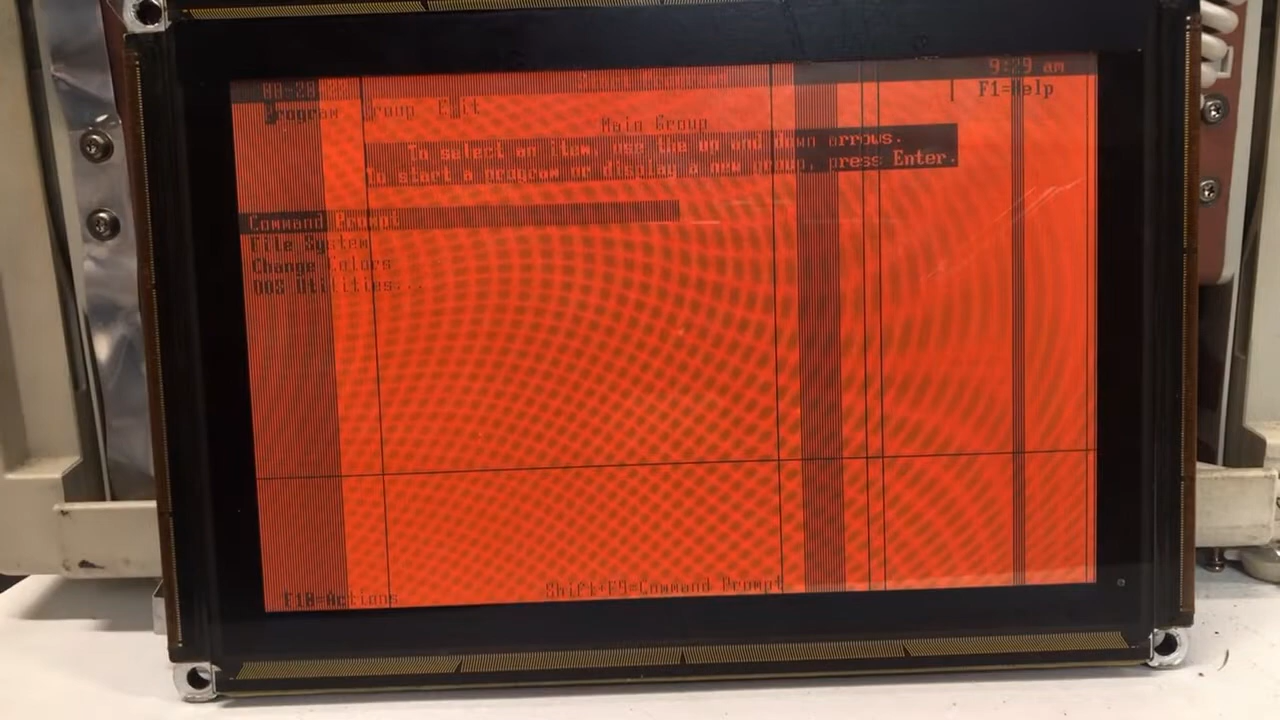 Start Programs 9:29 am
Program Group Exit F1=Help
Main Group
To select an item, use the up and down arrows.
To start a program or display a new group, press Enter.
Command Prompt
File System
Change Colors
DOS Utilities...
F10=Actions Shift+F9=Command Prompt